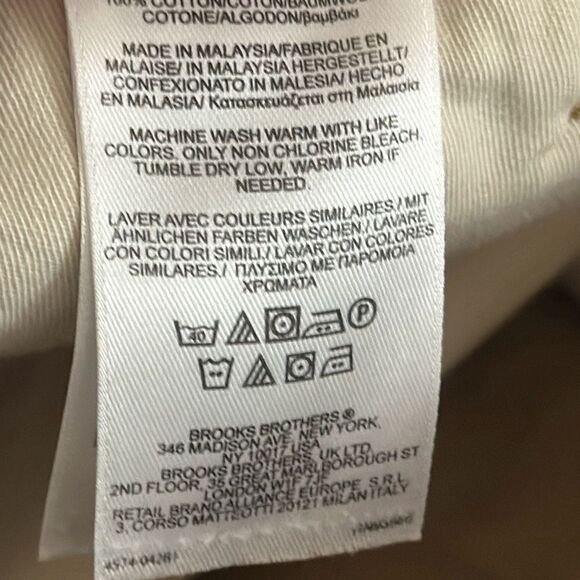 100% COTTON/COTON/BAUMWOLLE
COTONE/ALGODON/βαμβάκι
MADE IN MALAYSIA/FABRIQUE EN
MALAISE/ IN MALAYSIA HERGESTELLT/
CONFEXIONATO IN MALESIA/ HECHO
EN MALASIA/ Κατασκευάζεται στη Μαλαισία
MACHINE WASH WARM WITH LIKE
COLORS. ONLY NON CHLORINE BLEACH.
TUMBLE DRY LOW, WARM IRON IF
NEEDED.
LAVER AVEC COULEURS SIMILAIRES / MIT
ÄHNLICHEN FARBEN WASCHEN./ LAVARE
CON COLORI SIMILI./ LAVAR CON COLORES
SIMILARES./ ΠΛΥΣΙΜΟ ΜΕ ΠΑΡΟΜΟΙΑ
ΧΡΩΜΑΤΑ
40 P
BROOKS BROTHERS ®
346 MADISON AVE, NEW YORK,
NY 10017 USA
BROOKS BROTHERS, UK LTD
2ND FLOOR, 35 GREAT MARLBOROUGH ST
LONDON W1F 7JE
RETAIL BRAND ALLIANCE EUROPE, S.R.L.
3, CORSO MATTEOTTI 20121 MILAN ITALY